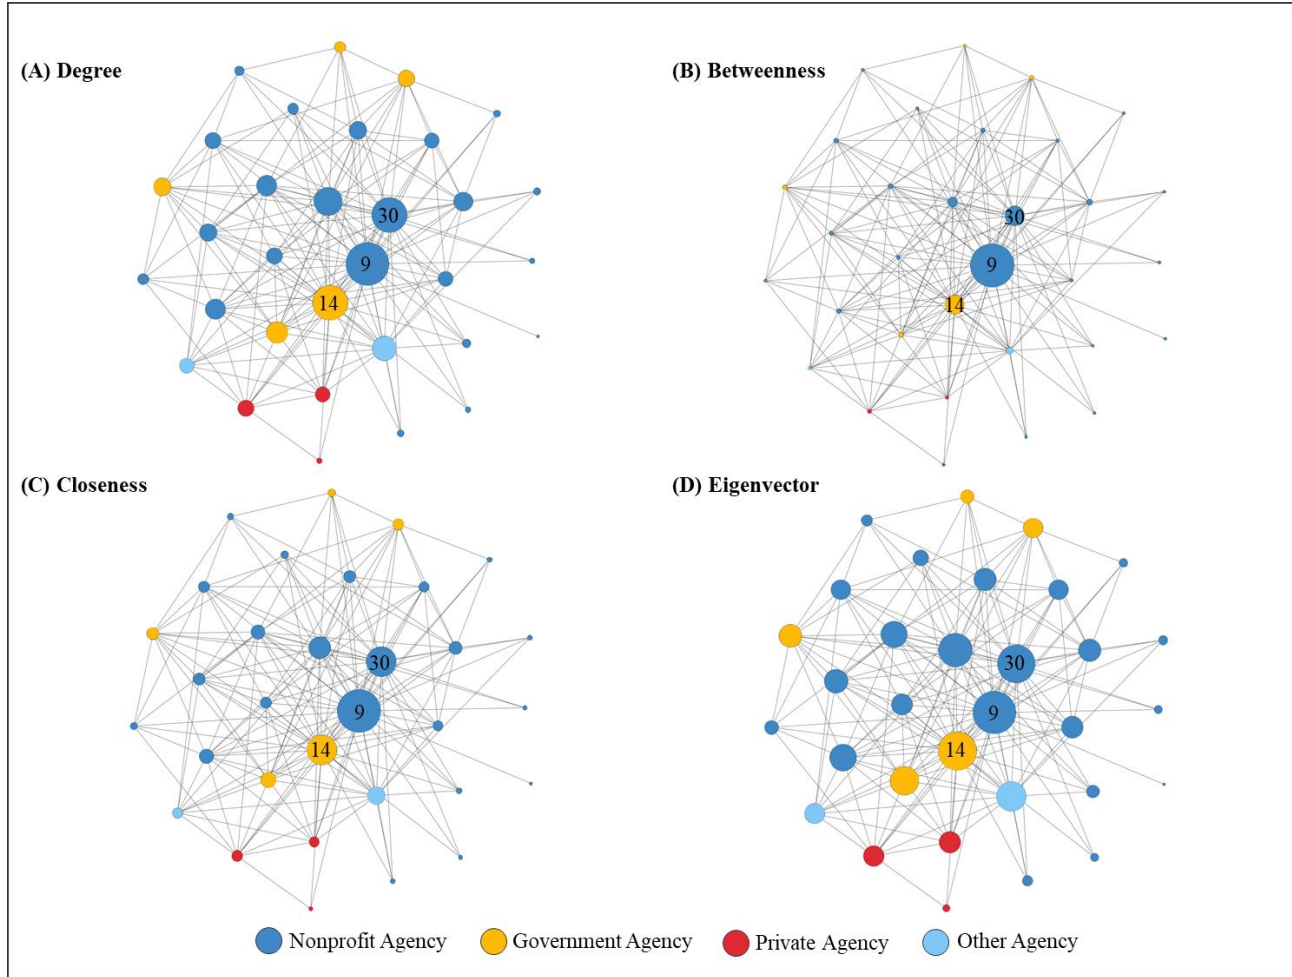 (A) Degree
30
9
14
(B) Betweenness
30
9
14
(C) Closeness
30
9
14
(D) Eigenvector
30
9
14
Nonprofit Agency
Government Agency
Private Agency
Other Agency